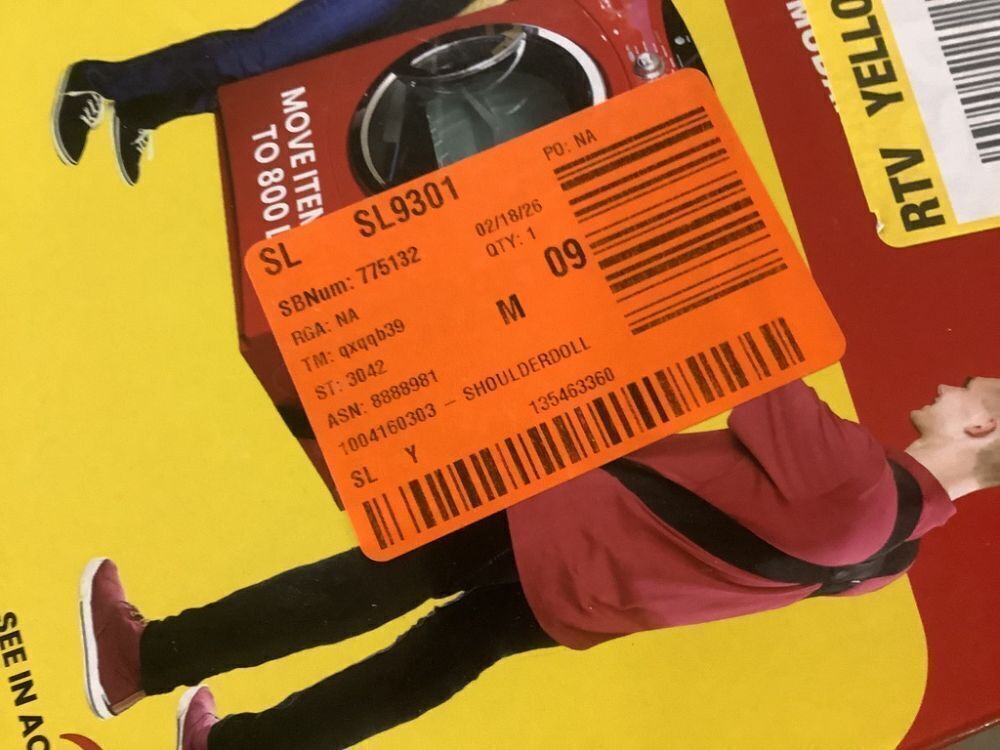 MOVE ITEM
TO 800 L
SL
SL9301
PO: NA
SBNum: 775132
02/18/26
RGA: NA
QTY: 1
TM: qxqqb39
M
09
ST: 3042
ASN: 8888981
1004160303 – SHOULDERDOLL
SL
Y
135463360
RTV YELLO
SEE IN AC